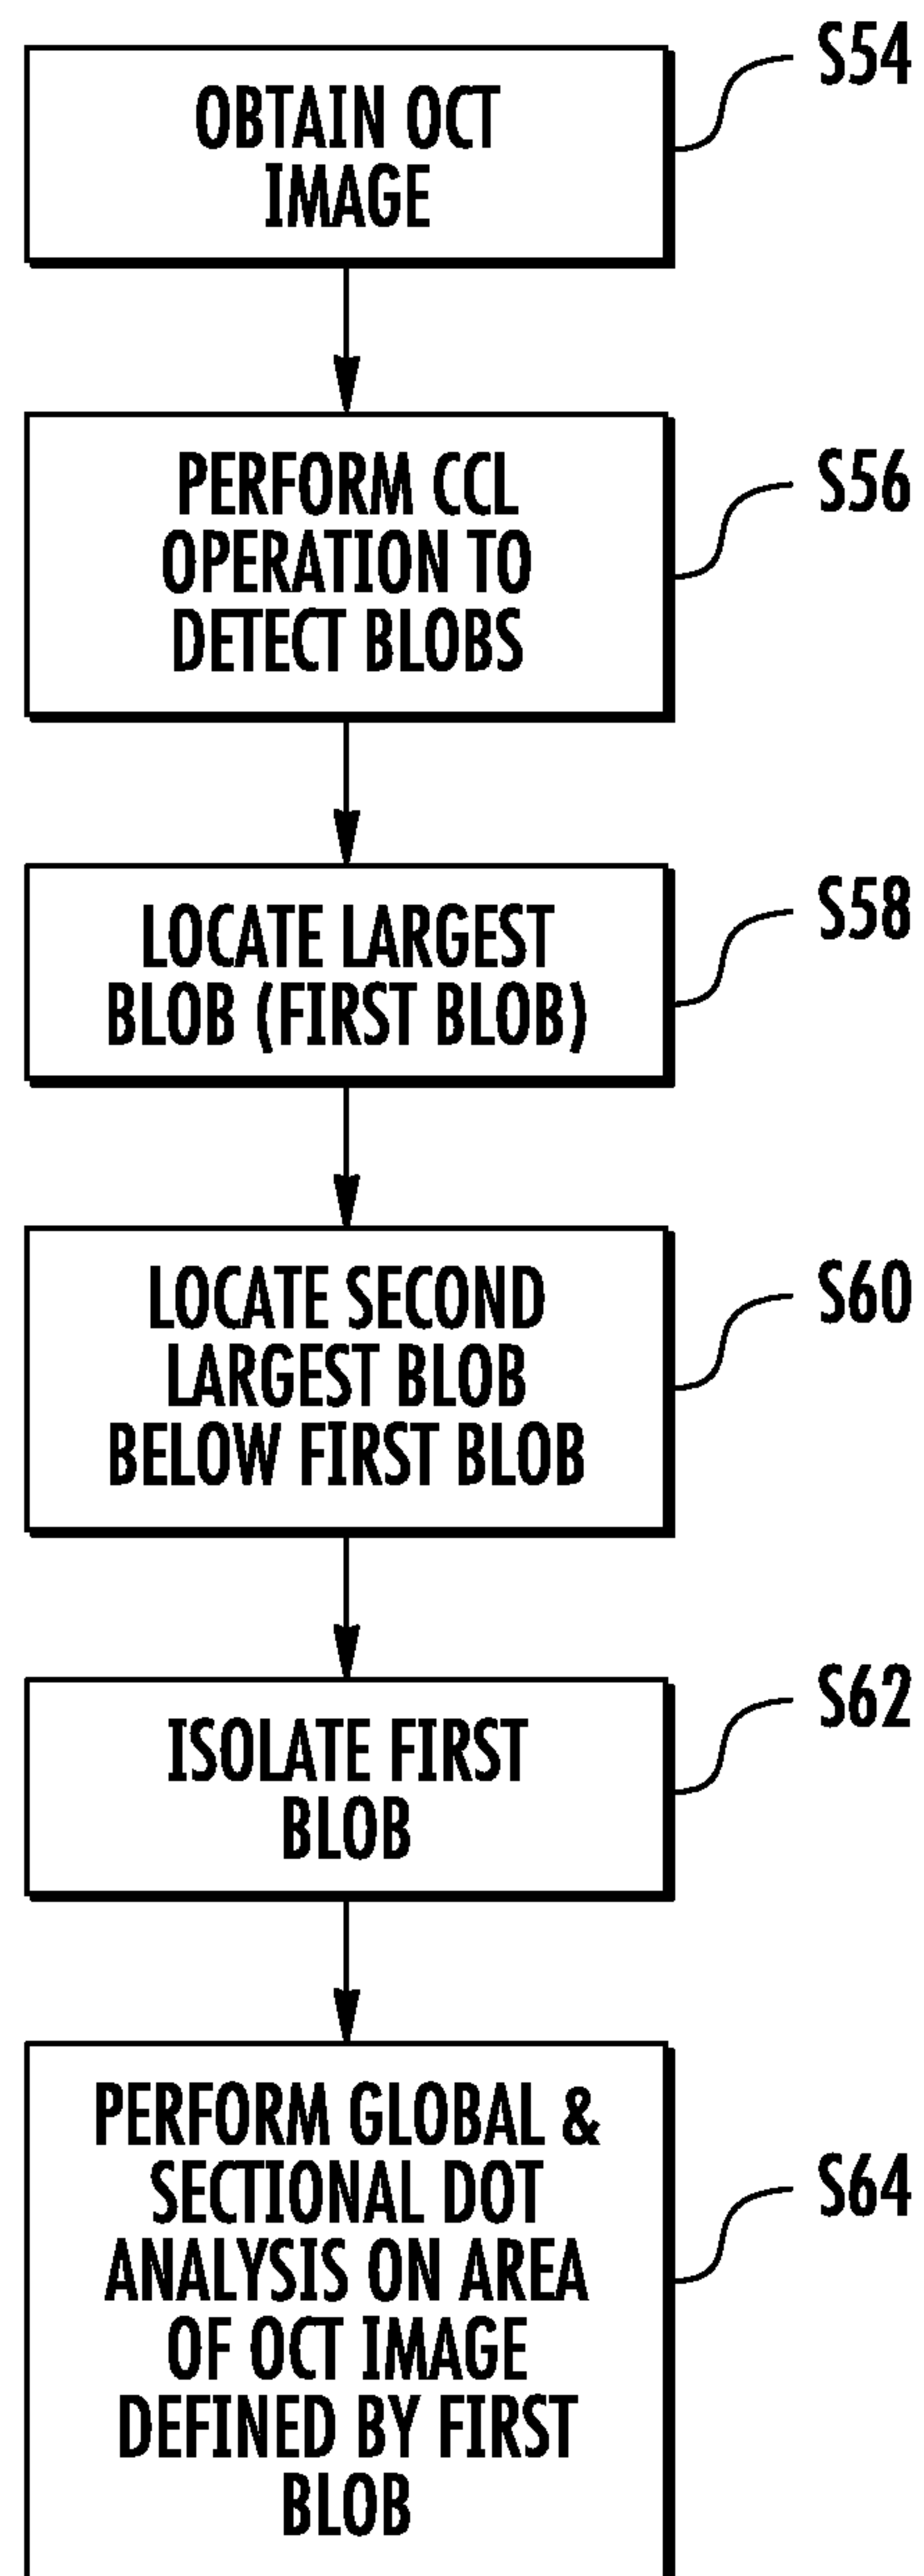 OBTAIN OCT
IMAGE
S54
PERFORM CCL
OPERATION TO
DETECT BLOBS
S56
LOCATE LARGEST
BLOB (FIRST BLOB)
S58
LOCATE SECOND
LARGEST BLOB
BELOW FIRST BLOB
S60
ISOLATE FIRST
BLOB
S62
PERFORM GLOBAL &
SECTIONAL DOT
ANALYSIS ON AREA
OF OCT IMAGE
DEFINED BY FIRST
BLOB
S64